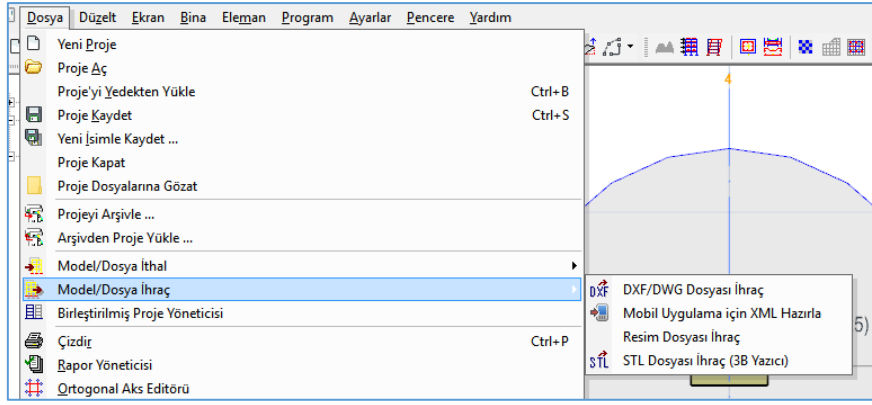 Dosya Düzelt Ekran Bina Eleman Program Ayarlar Pencere Yardım
Yeni Proje
Proje Aç
Proje'yi Yedekten Yükle Ctrl+B
Proje Kaydet Ctrl+S
Yeni İsimle Kaydet ...
Proje Kapat
Proje Dosyalarına Gözat
Projeyi Arşivle ...
Arşivden Proje Yükle ...
Model/Dosya İthal
Model/Dosya İhraç
Birleştirilmiş Proje Yöneticisi
Çizdir Ctrl+P
Rapor Yöneticisi
Ortogonal Aks Editörü
4
DXF DXF/DWG Dosyası İhraç
Mobil Uygulama için XML Hazırla
Resim Dosyası İhraç
STL STL Dosyası İhraç (3B Yazıcı)
5)